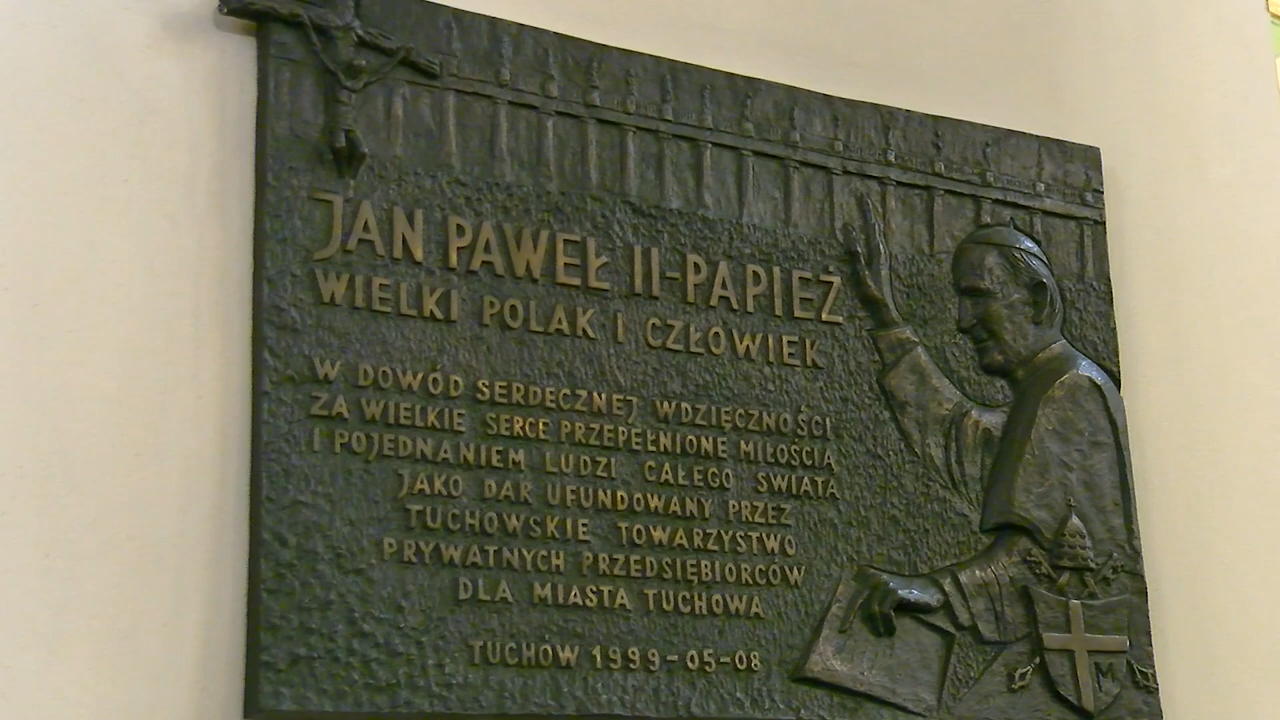 JAN PAWEŁ II-PAPIEŻ
WIELKI POLAK I CZŁOWIEK
W DOWÓD SERDECZNEJ WDZIĘCZNOŚCI
ZA WIELKIE SERCE PRZEPEŁNIONE MIŁOŚCIĄ
I POJEDNANIEM LUDZI CAŁEGO ŚWIATA
JAKO DAR UFUNDOWANY PRZEZ
TUCHOWSKIE TOWARZYSTWO
PRYWATNYCH PRZEDSIĘBIORCÓW
DLA MIASTA TUCHOWA
TUCHÓW 1999-05-08
M